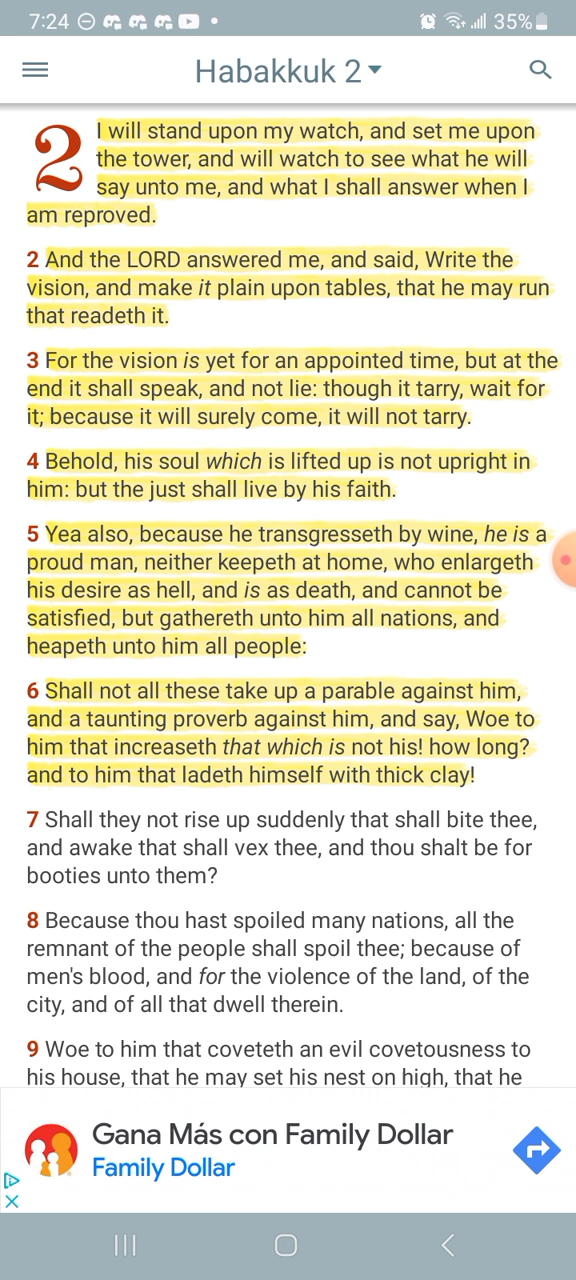 7:24 35%
Habakkuk 2
2 I will stand upon my watch, and set me upon
the tower, and will watch to see what he will
say unto me, and what I shall answer when I
am reproved.
2 And the LORD answered me, and said, Write the
vision, and make it plain upon tables, that he may run
that readeth it.
3 For the vision is yet for an appointed time, but at the
end it shall speak, and not lie: though it tarry, wait for
it; because it will surely come, it will not tarry.
4 Behold, his soul which is lifted up is not upright in
him: but the just shall live by his faith.
5 Yea also, because he transgresseth by wine, he is a
proud man, neither keepeth at home, who enlargeth
his desire as hell, and is as death, and cannot be
satisfied, but gathereth unto him all nations, and
heapeth unto him all people:
6 Shall not all these take up a parable against him,
and a taunting proverb against him, and say, Woe to
him that increaseth that which is not his! how long?
and to him that ladeth himself with thick clay!
7 Shall they not rise up suddenly that shall bite thee,
and awake that shall vex thee, and thou shalt be for
booties unto them?
8 Because thou hast spoiled many nations, all the
remnant of the people shall spoil thee; because of
men's blood, and for the violence of the land, of the
city, and of all that dwell therein.
9 Woe to him that coveteth an evil covetousness to
his house, that he may set his nest on high, that he
Gana Más con Family Dollar
Family Dollar